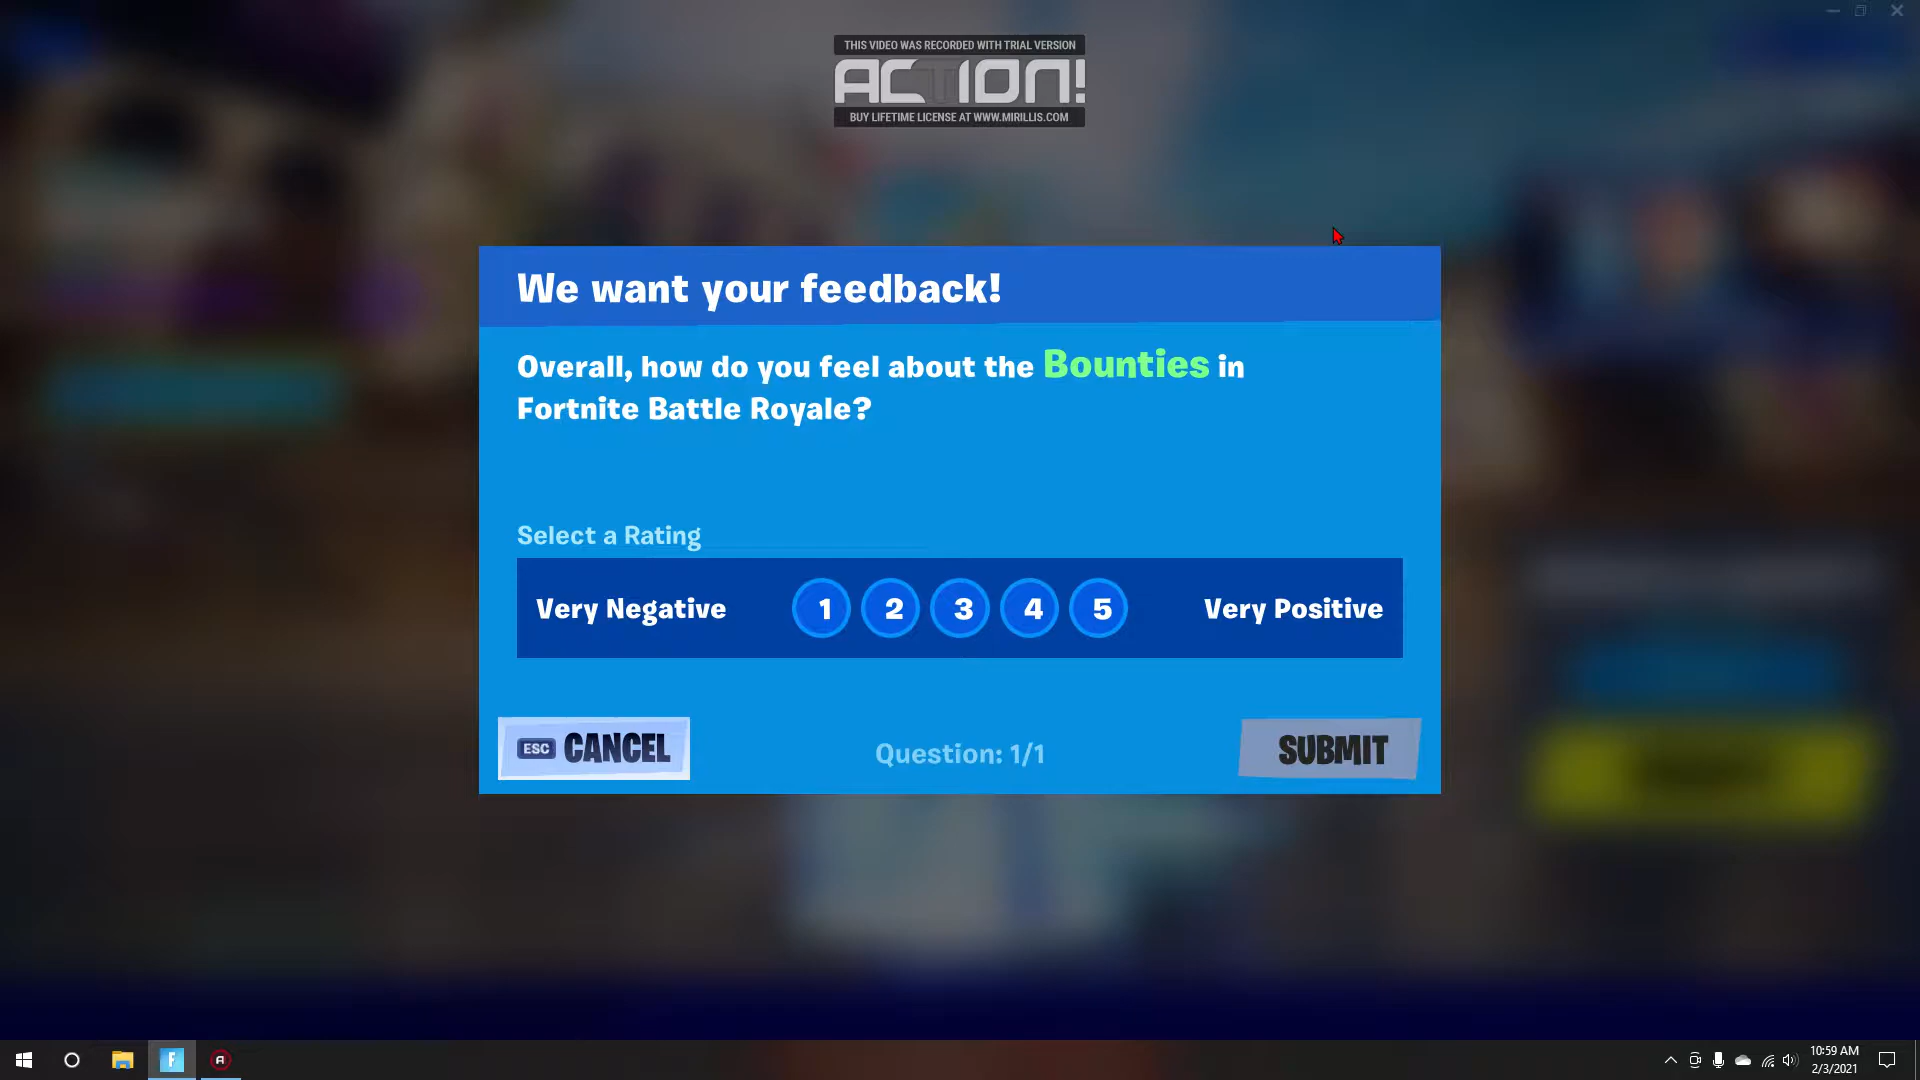 THIS VIDEO WAS RECORDED WITH TRIAL VERSION
ACTION!
BUY LIFETIME LICENSE AT WWW.MIRILLIS.COM
We want your feedback!
Overall, how do you feel about the Bounties in
Fortnite Battle Royale?
Select a Rating
Very Negative 1 2 3 4 5 Very Positive
ESC CANCEL Question: 1/1 SUBMIT
10:59 AM
2/3/2021